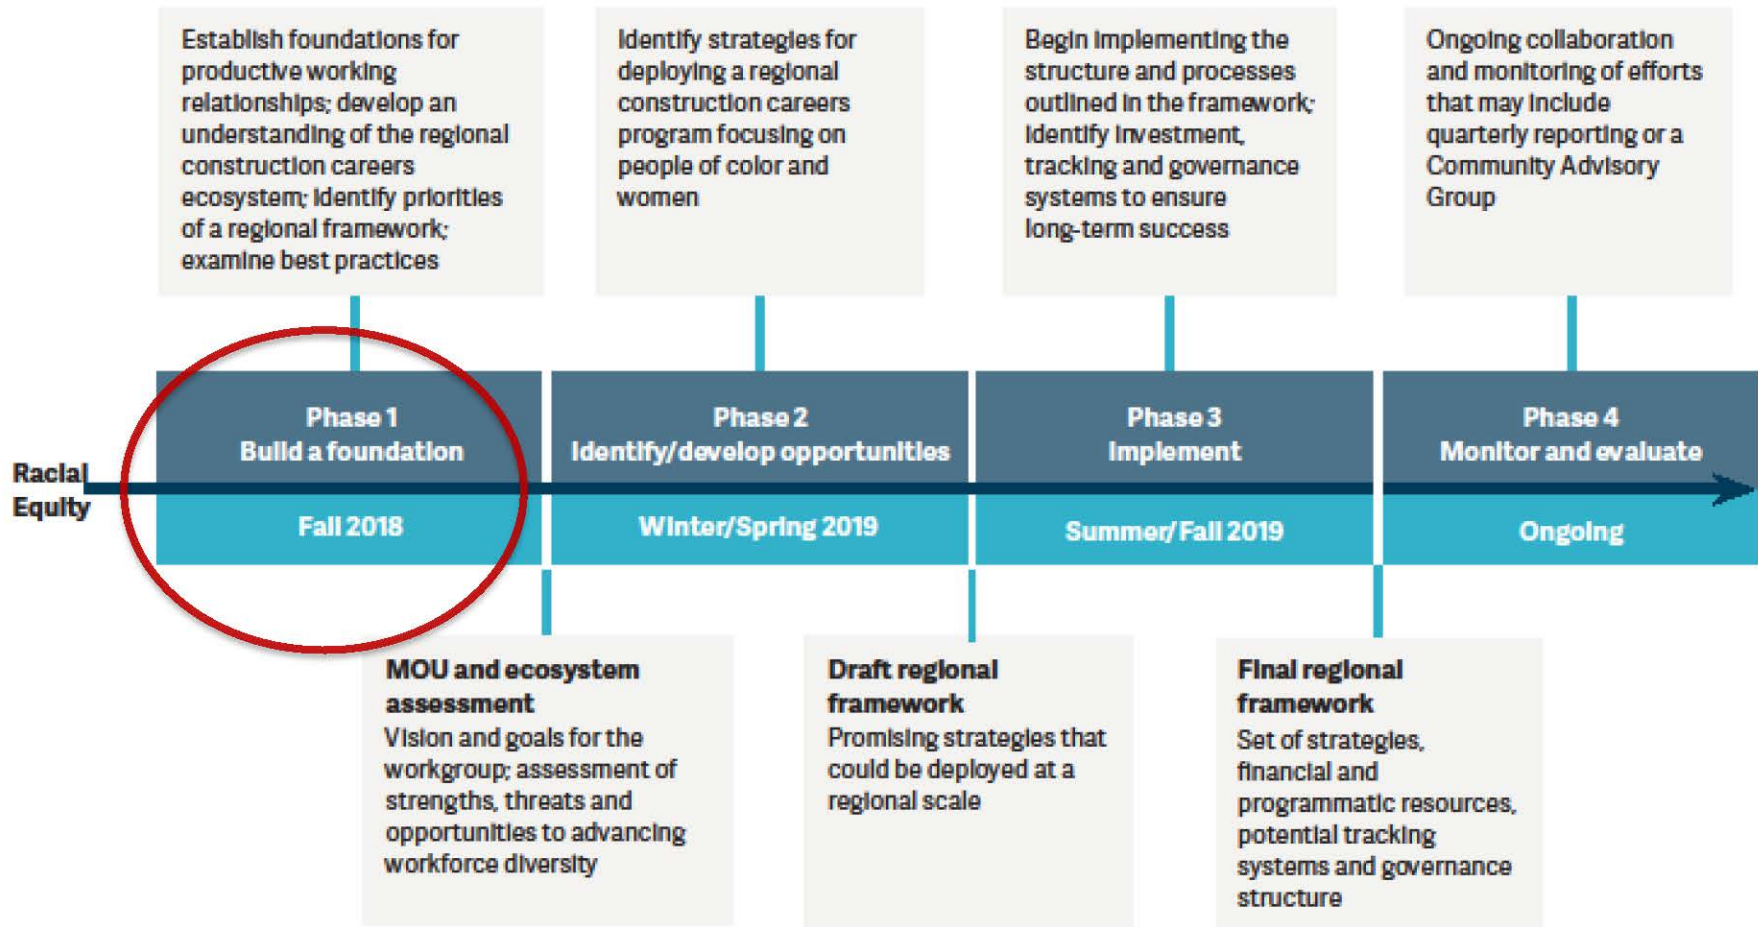 Establish foundations for
productive working
relationships; develop an
understanding of the regional
construction careers
ecosystem; identify priorities
of a regional framework;
examine best practices
Identify strategies for
deploying a regional
construction careers
program focusing on
people of color and
women
Begin implementing the
structure and processes
outlined in the framework;
identify investment,
tracking and governance
systems to ensure
long-term success
Ongoing collaboration
and monitoring of efforts
that may include
quarterly reporting or a
Community Advisory
Group
Racial
Equity
Phase 1
Build a foundation
Fall 2018
Phase 2
Identify/develop opportunities
Winter/Spring 2019
Phase 3
Implement
Summer/Fall 2019
Phase 4
Monitor and evaluate
Ongoing
MOU and ecosystem
assessment
Vision and goals for the
workgroup; assessment of
strengths, threats and
opportunities to advancing
workforce diversity
Draft regional
framework
Promising strategies that
could be deployed at a
regional scale
Final regional
framework
Set of strategies,
financial and
programmatic resources,
potential tracking
systems and governance
structure